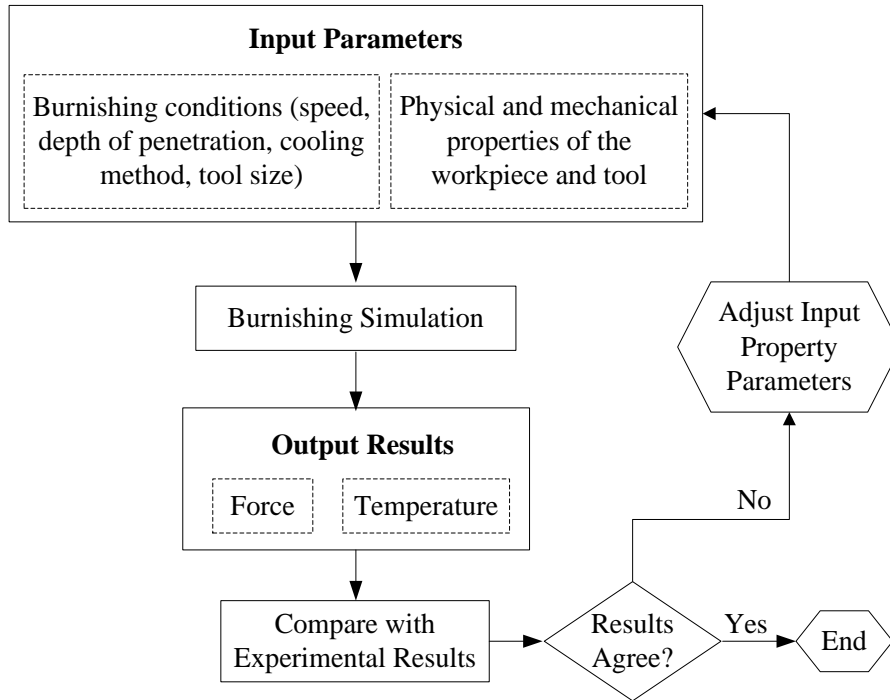 Input Parameters
Burnishing conditions (speed,
depth of penetration, cooling
method, tool size)
Physical and mechanical
properties of the
workpiece and tool
Burnishing Simulation
Adjust Input
Property
Parameters
Output Results
Force
Temperature
No
Compare with
Experimental Results
Results
Agree?
Yes
End